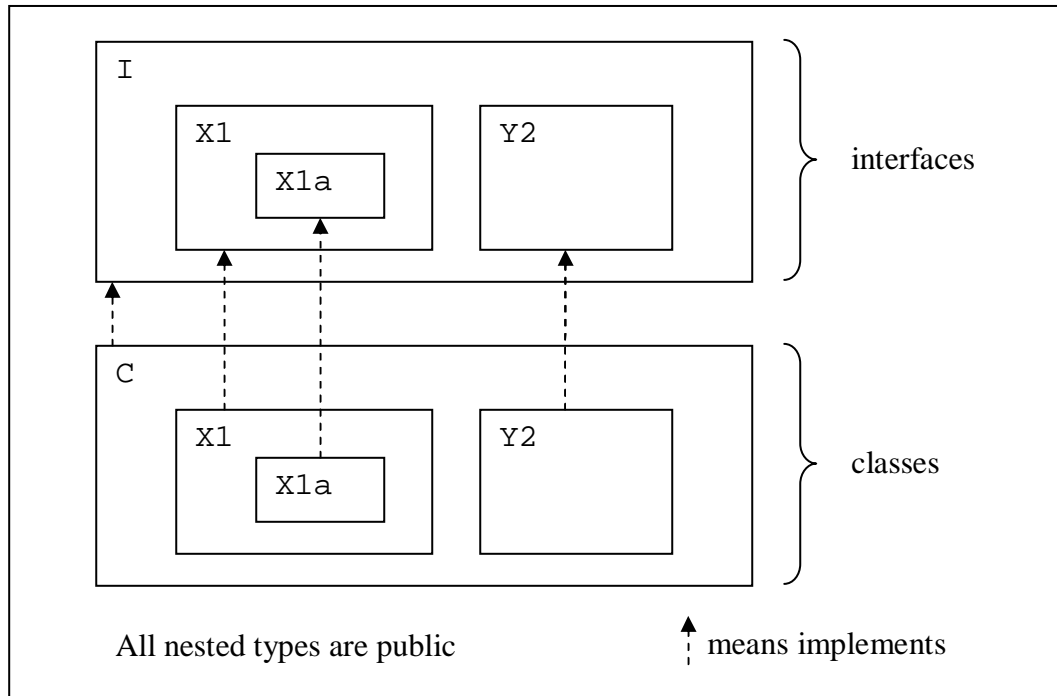 I
X1
Y2
X1a
interfaces
C
X1
Y2
X1a
classes
All nested types are public
means implements